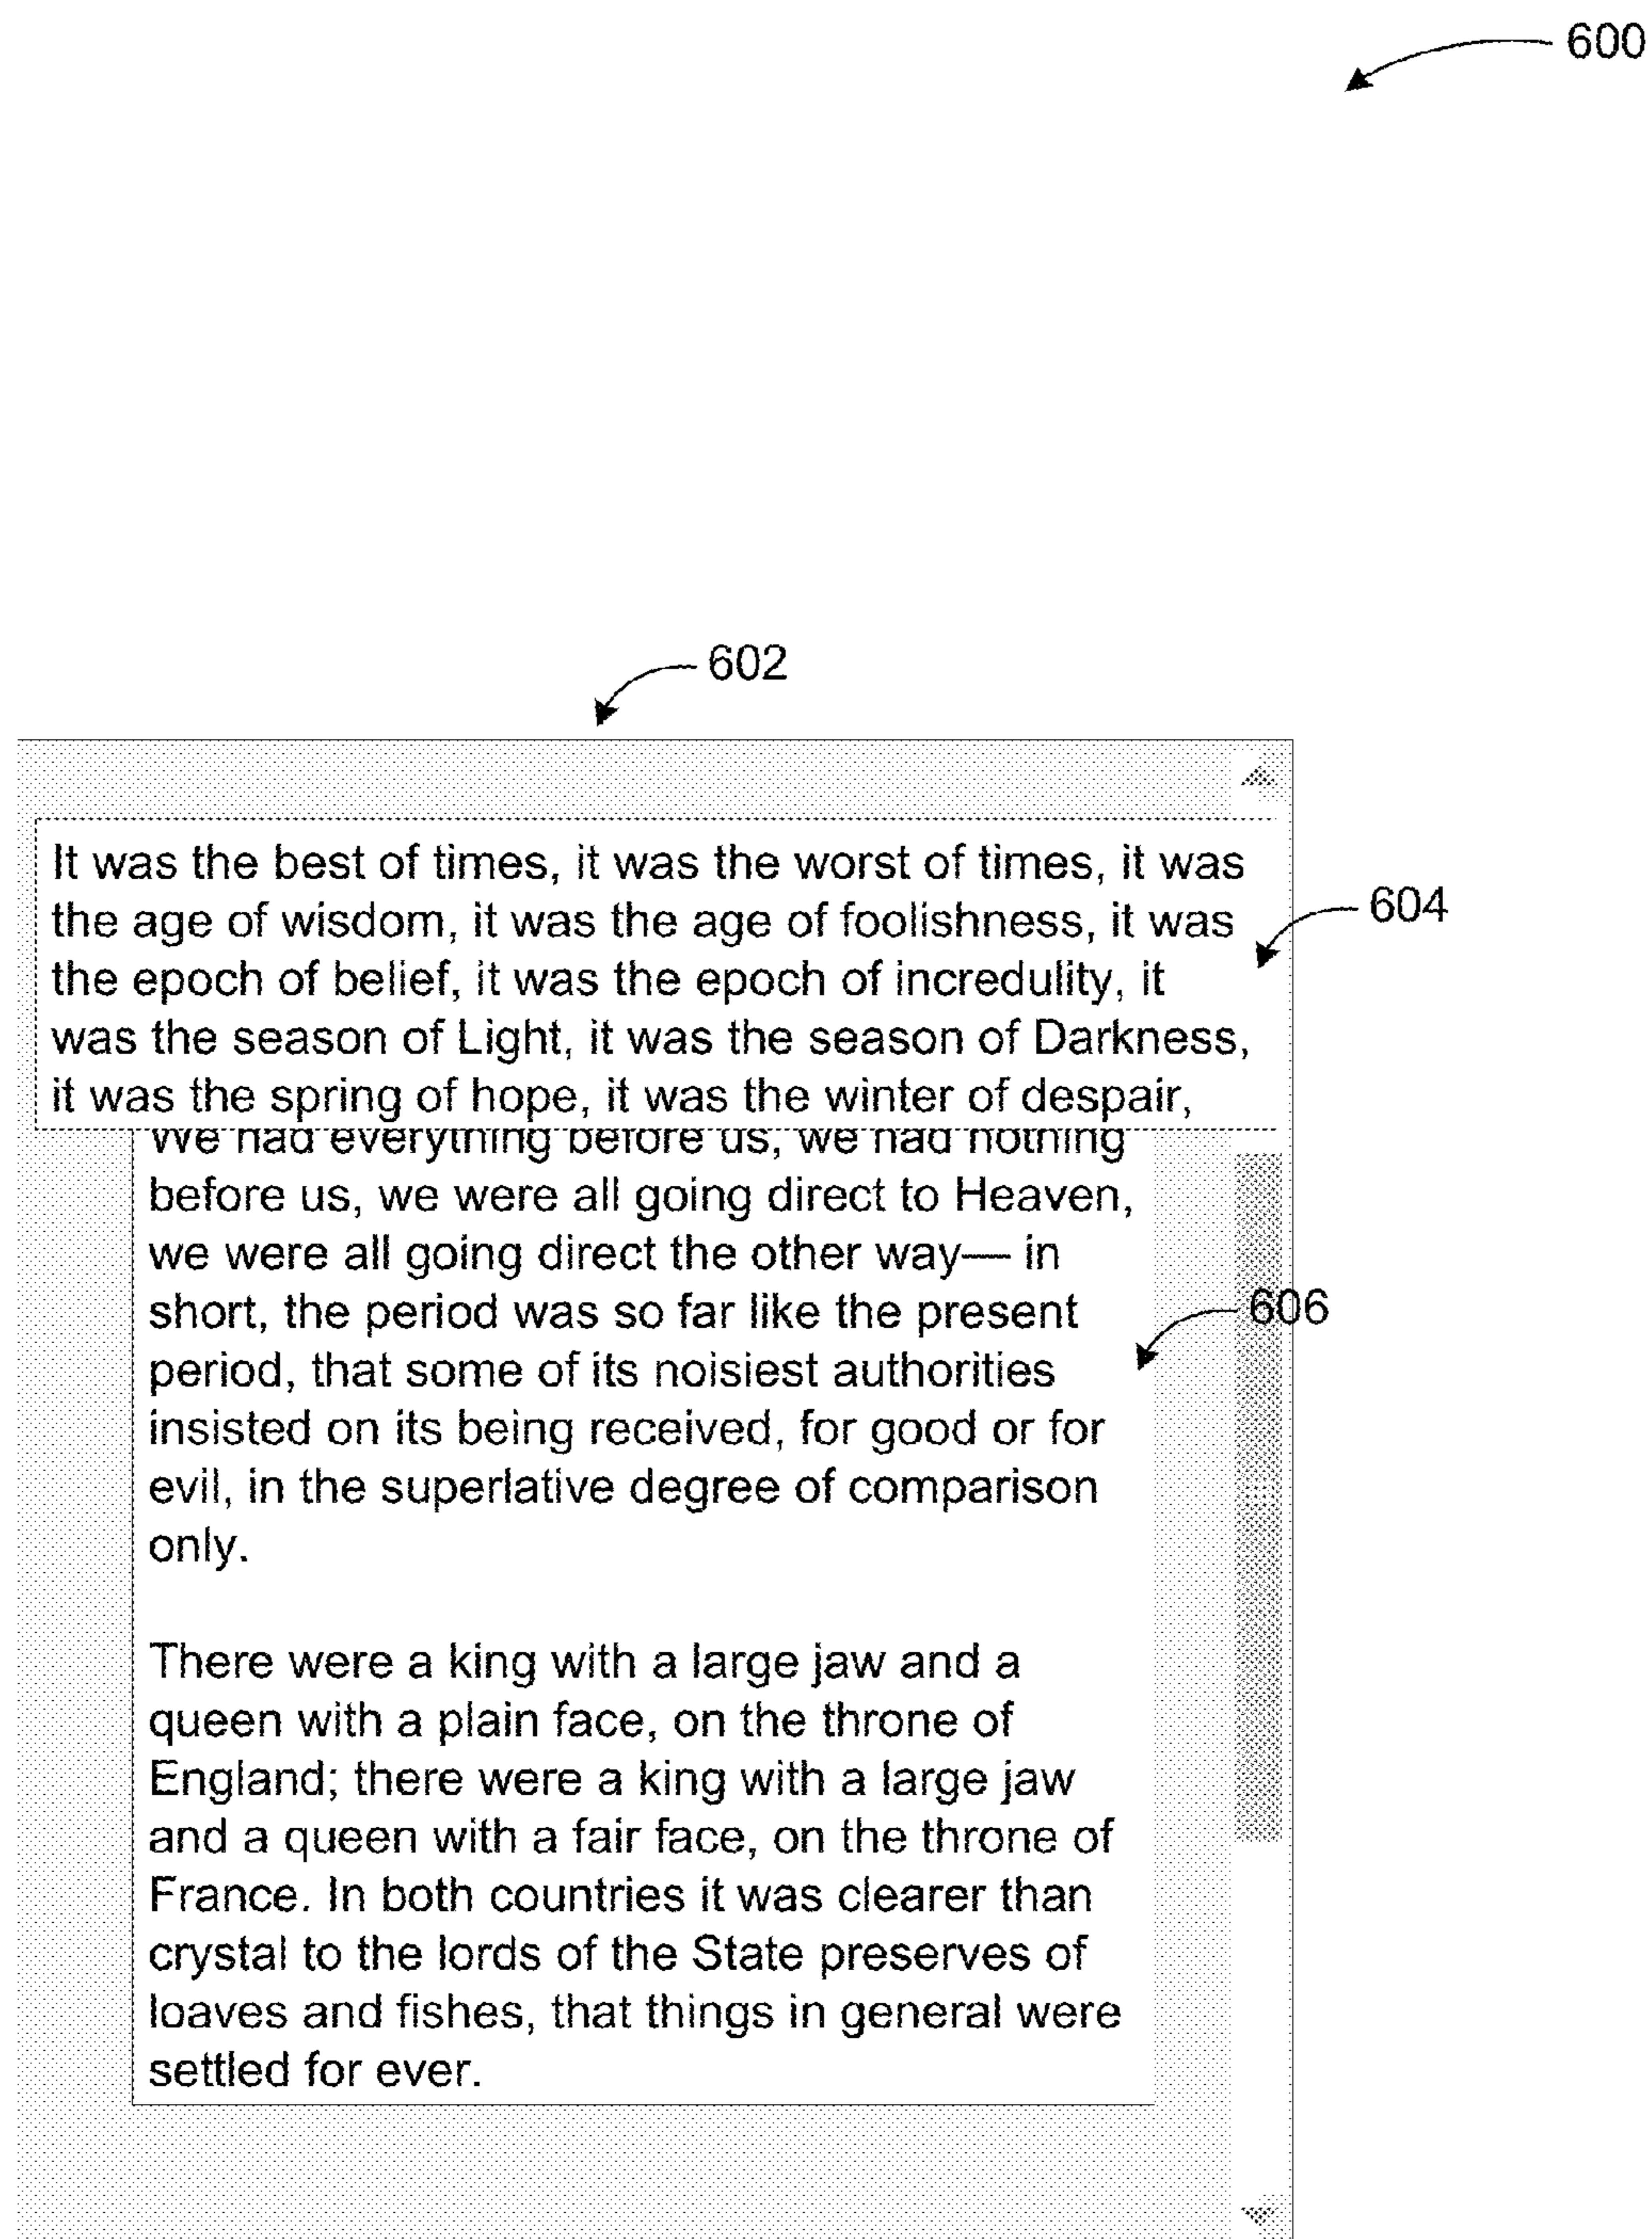 600
602
It was the best of times, it was the worst of times, it was
the age of wisdom, it was the age of foolishness, it was
604
the epoch of belief, it was the epoch of incredulity, it
was the season of Light, it was the season of Darkness,
it was the spring of hope, it was the winter of despair,
We had everything before us, we had nothing
before us, we were all going direct to Heaven,
we were all going direct the other way— in
short, the period was so far like the present
606
period, that some of its noisiest authorities
insisted on its being received, for good or for
evil, in the superlative degree of comparison
only.
There were a king with a large jaw and a
queen with a plain face, on the throne of
England; there were a king with a large jaw
and a queen with a fair face, on the throne of
France. In both countries it was clearer than
crystal to the lords of the State preserves of
loaves and fishes, that things in general were
settled for ever.